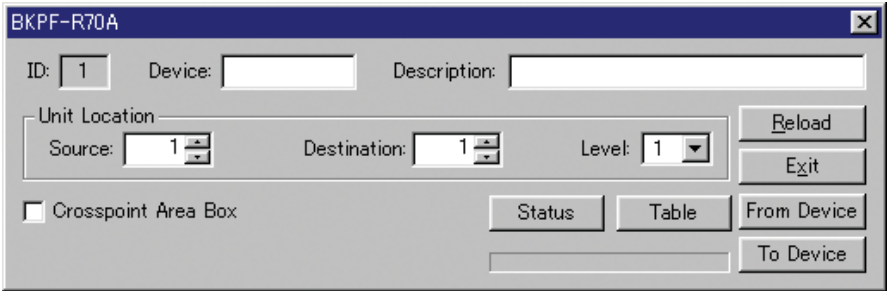 BKPF-R70A
ID: 1 Device: Description:
Unit Location
Source: 1 Destination: 1 Level: 1
Reload
Exit
Crosspoint Area Box Status Table From Device
To Device